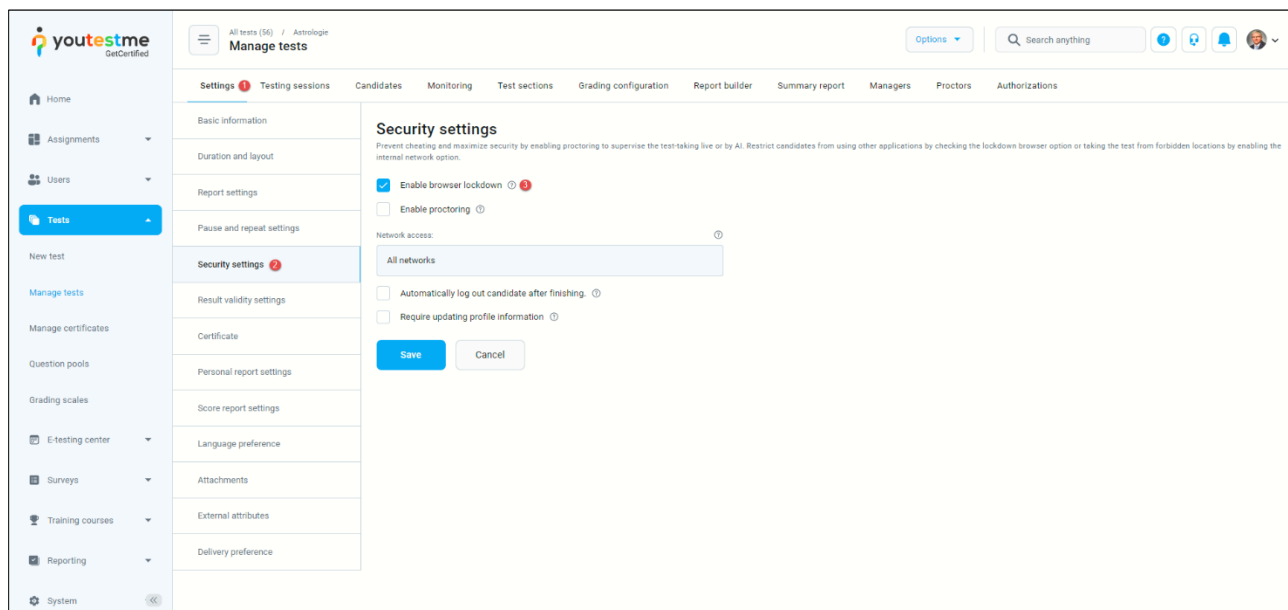 youtestme
GetCertified
Home
Assignments
Users
Tests
New test
Manage tests
Manage certificates
Question pools
Grading scales
E-testing center
Surveys
Training courses
Reporting
System
All tests (56) / Astrologie
Manage tests
Options
Search anything
Settings 1 Testing sessions Candidates Monitoring Test sections Grading configuration Report builder Summary report Managers Proctors Authorizations
Basic information
Duration and layout
Report settings
Pause and repeat settings
Security settings 2
Result validity settings
Certificate
Personal report settings
Score report settings
Language preference
Attachments
External attributes
Delivery preference
Security settings
Prevent cheating and maximize security by enabling proctoring to supervise the test-taking live or by AI. Restrict candidates from using other applications by checking the lockdown browser option or taking the test from forbidden locations by enabling the
internal network option.
Enable browser lockdown ? 3
Enable proctoring ?
Network access: ?
All networks
Automatically log out candidate after finishing. ?
Require updating profile information ?
Save Cancel